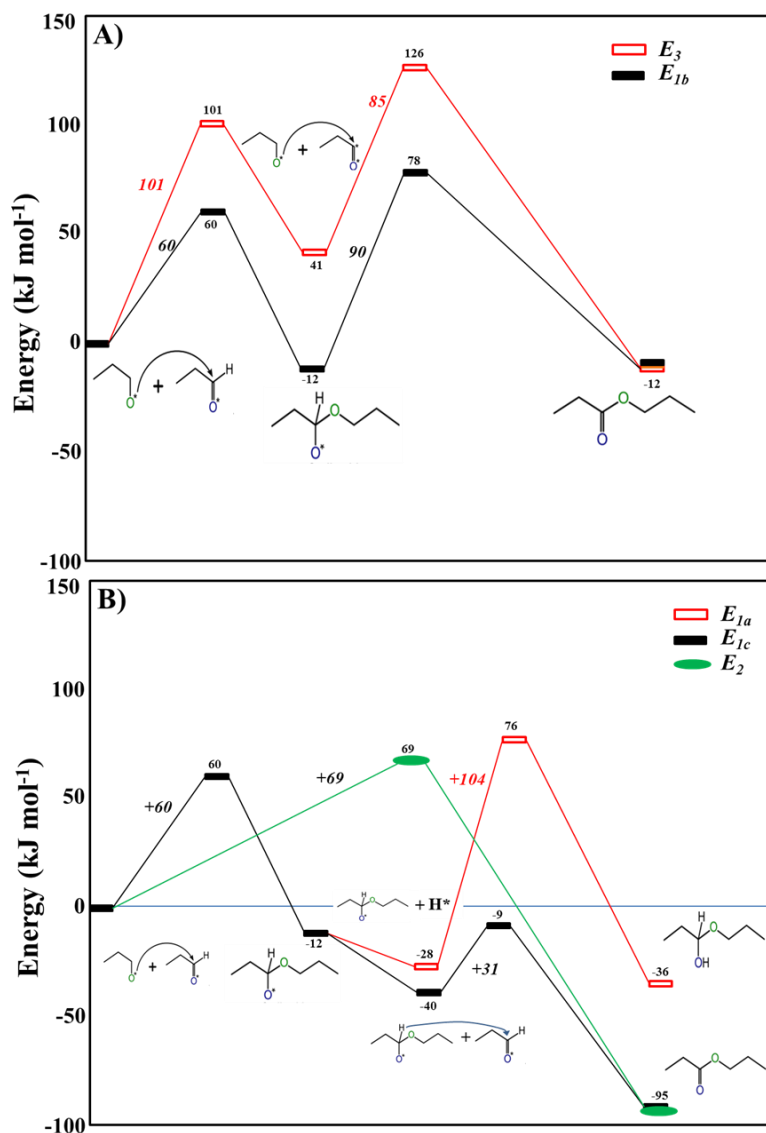 A)
E3
E1b
150
100
50
0
-50
-100
Energy (kJ mol-1)
101
126
101
85
60
60
41
90
78
-12
-12
O*
+
O*
O*
+
H
O*
H
O
O*
O
O
B)
E1a
E1c
E2
150
100
50
0
-50
-100
Energy (kJ mol-1)
60
69
76
+60
+69
+104
H
O
O*
+ H*
-12
-28
-9
+31
-40
-36
-95
O*
+
H
O*
H
O
O*
H
O
O*
+
H
O*
H
O
OH
O
O